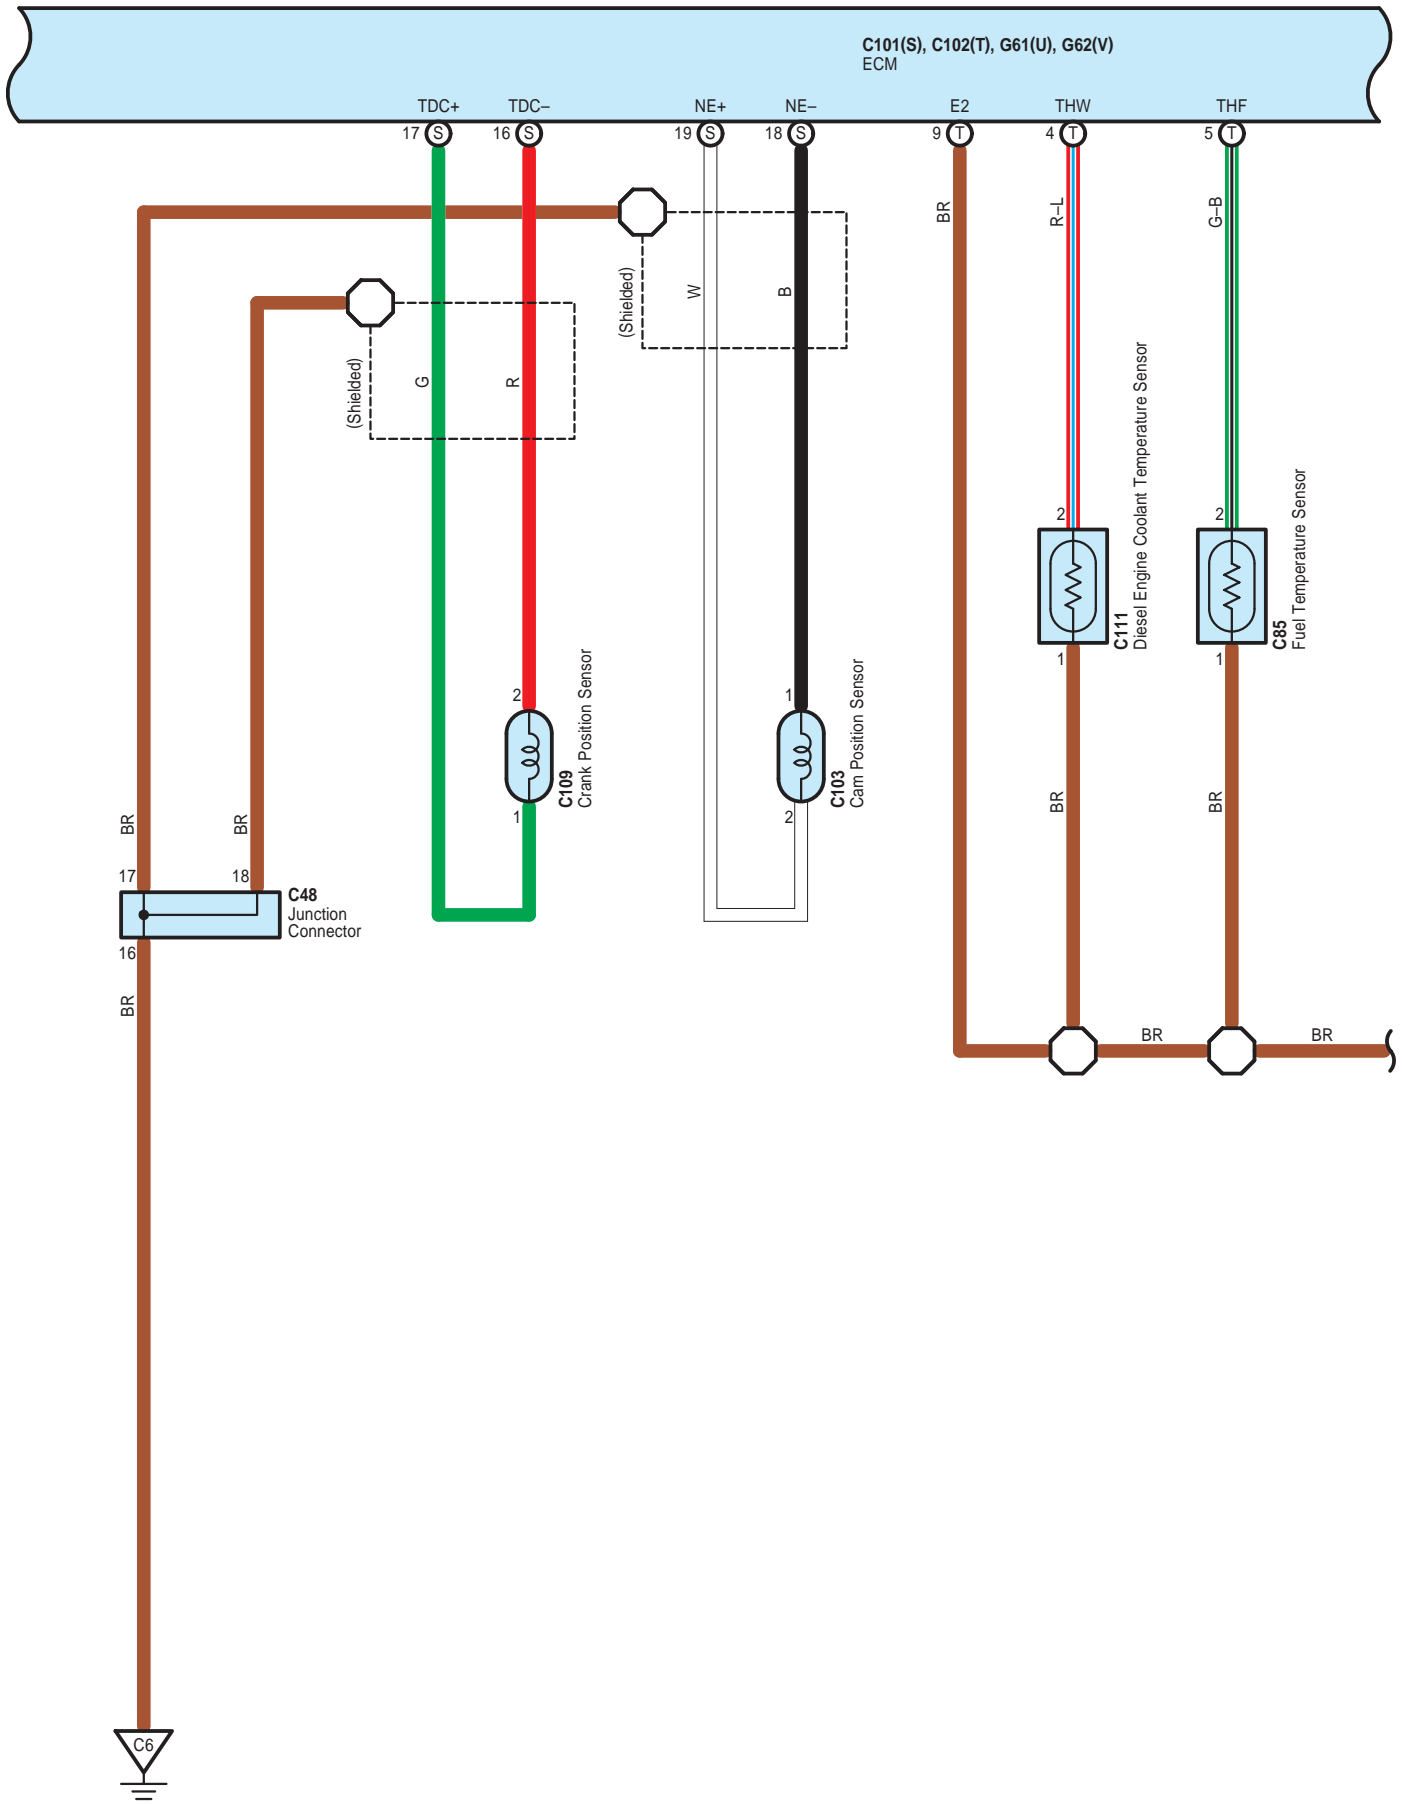 C101(S), C102(T), G61(U), G62(V)
ECM
TDC+ TDC– NE+ NE– E2 THW THF
17 S 16 S 19 S 18 S 9 T 4 T 5 T
BR
R–L
G–B
(Shielded)
W
B
(Shielded)
G
R
2
2
C111
Diesel Engine Coolant Temperature Sensor
C85
Fuel Temperature Sensor
1
1
2
C109
Crank Position Sensor
1
1
C103
Cam Position Sensor
2
BR
BR
BR
BR
17
18
C48
Junction
Connector
16
BR
BR
BR
C6